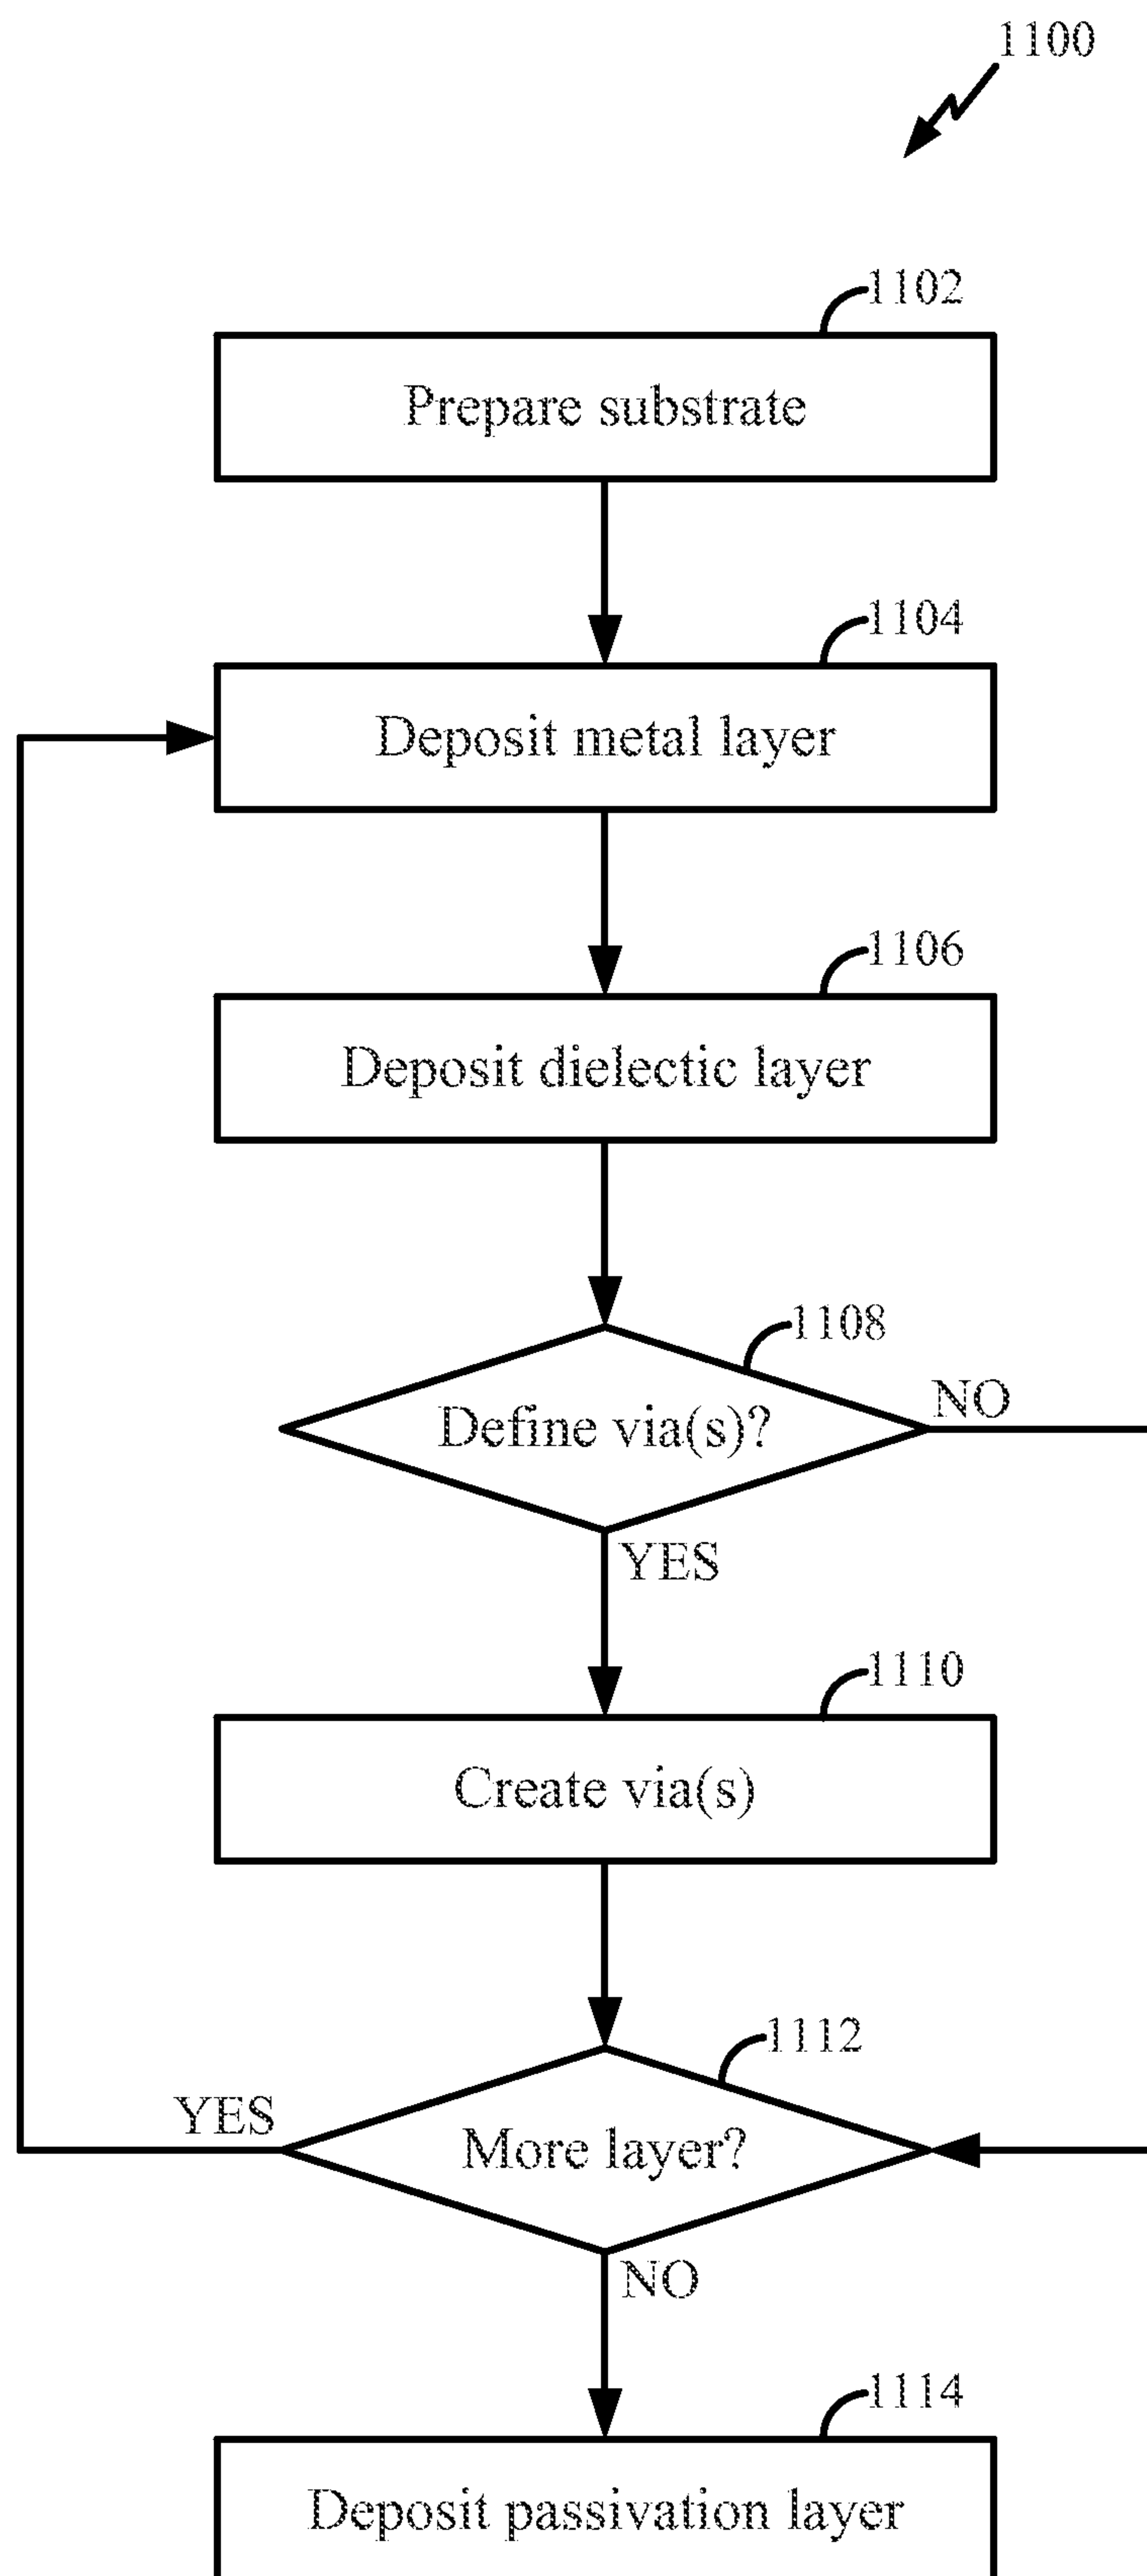 1100
1102
Prepare substrate
1104
Deposit metal layer
1106
Deposit dielectic layer
1108
Define via(s)?
NO
YES
1110
Create via(s)
1112
YES
More layer?
NO
1114
Deposit passivation layer